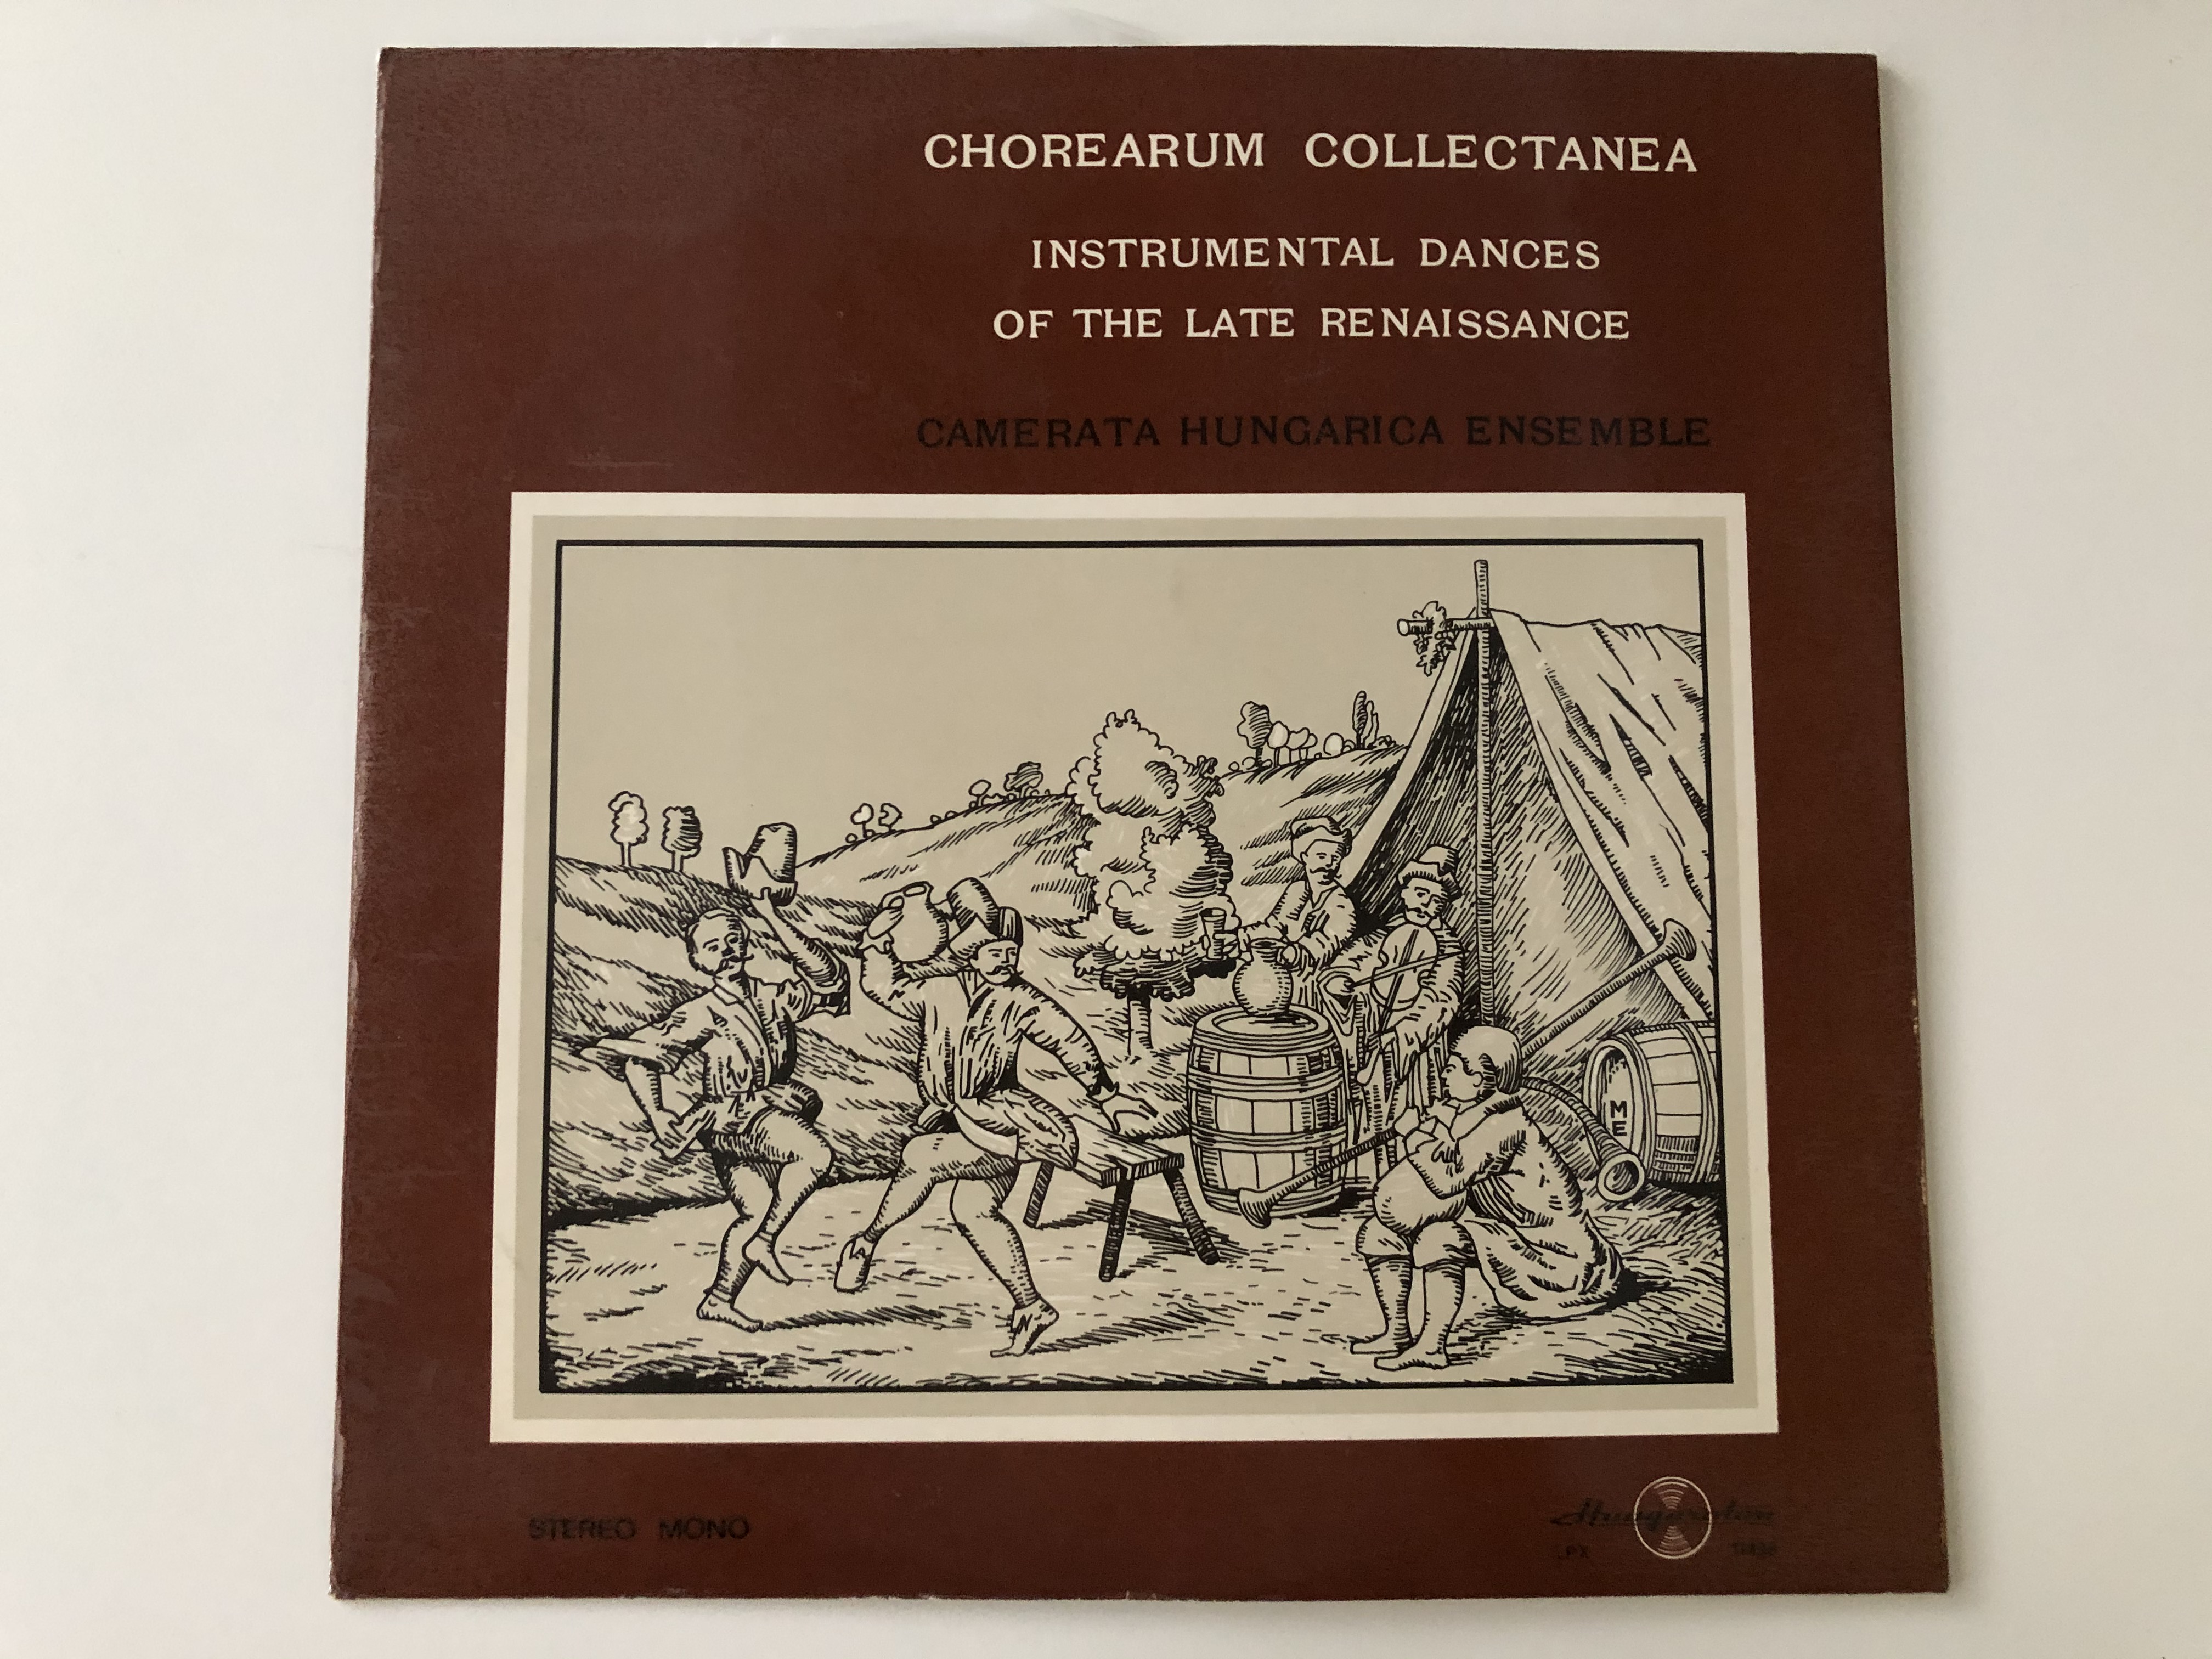 CHOREARUM COLLECTANEA
INSTRUMENTAL DANCES
OF THE LATE RENAISSANCE
CAMERATA HUNGARICA ENSEMBLE
ME
STEREO MONO
Hungaroton
LPX